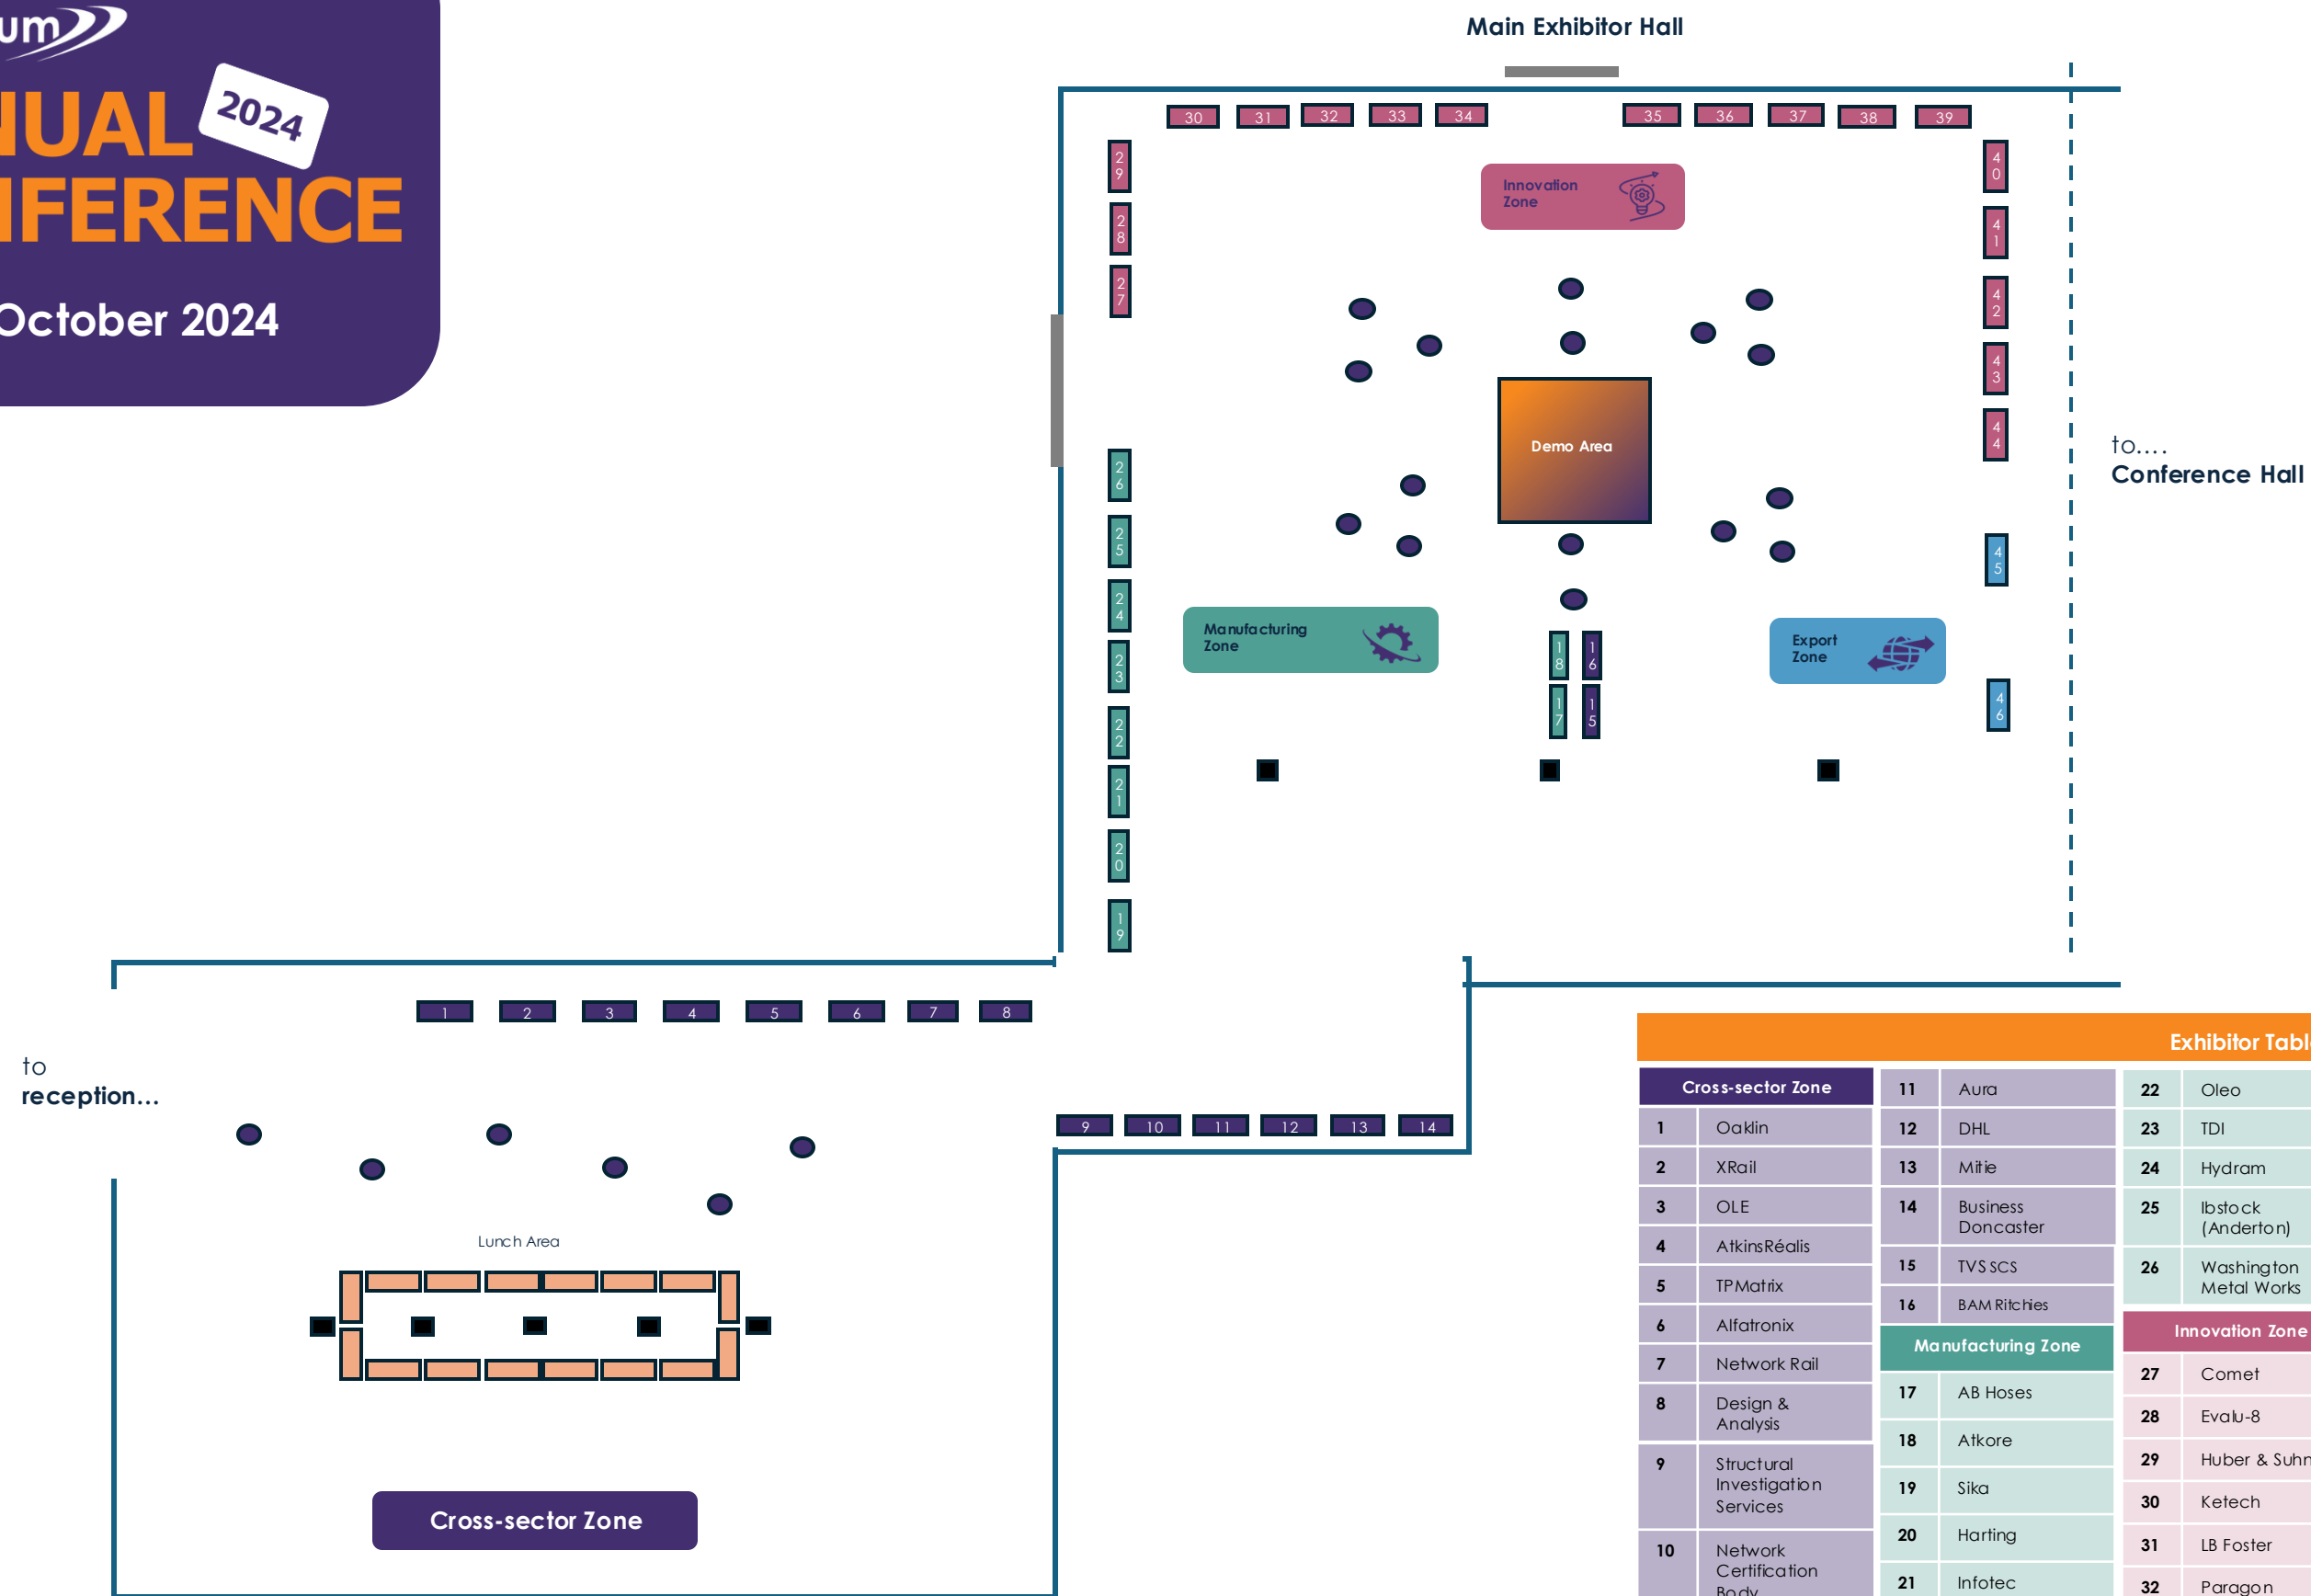 um
NUAL
2024
NFERENCE
October 2024
Main Exhibitor Hall
30 31 32 33 34 35 36 37 38 39
29
28
27
40
41
42
43
44
Innovation
Zone
Demo Area
to....
Conference Hall
26
25
24
23
22
21
20
19
45
46
Manufacturing
Zone
Export
Zone
18 16
17 15
1 2 3 4 5 6 7 8
to
reception...
9 10 11 12 13 14
Lunch Area
Cross-sector Zone
Exhibitor Tabl
Cross-sector Zone
1 Oaklin
2 XRail
3 OLE
4 AtkinsRéalis
5 TPMatrix
6 Alfatronix
7 Network Rail
8 Design &
Analysis
9 Structural
Investigation
Services
10 Network
Certification
Body
11 Aura
12 DHL
13 Mitie
14 Business
Doncaster
15 TVS SCS
16 BAM Ritchies
Manufacturing Zone
17 AB Hoses
18 Atkore
19 Sika
20 Harting
21 Infotec
22 Oleo
23 TDI
24 Hydram
25 Ibstock
(Anderton)
26 Washington
Metal Works
Innovation Zone
27 Comet
28 Evalu-8
29 Huber & Suhn
30 Ketech
31 LB Foster
32 Paragon